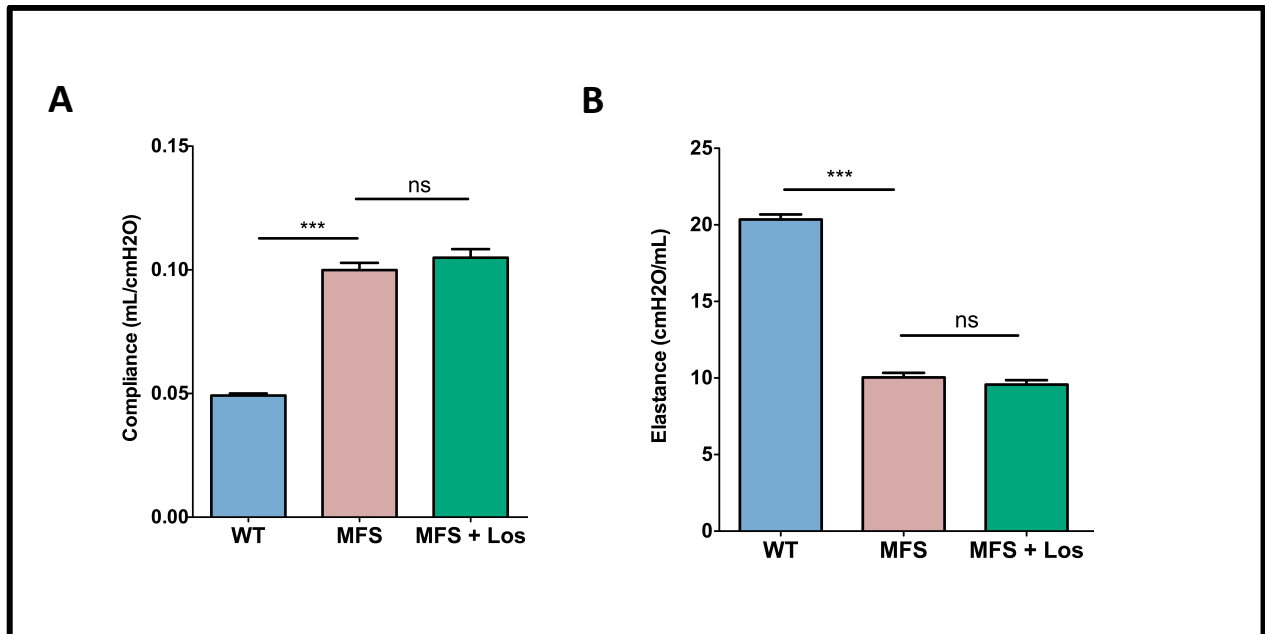 A
Compliance (mL/cmH2O)
0.15
0.10
0.05
0.00
***
ns
WT
MFS
MFS + Los
B
Elastance (cmH2O/mL)
25
20
15
10
5
0
***
ns
WT
MFS
MFS + Los